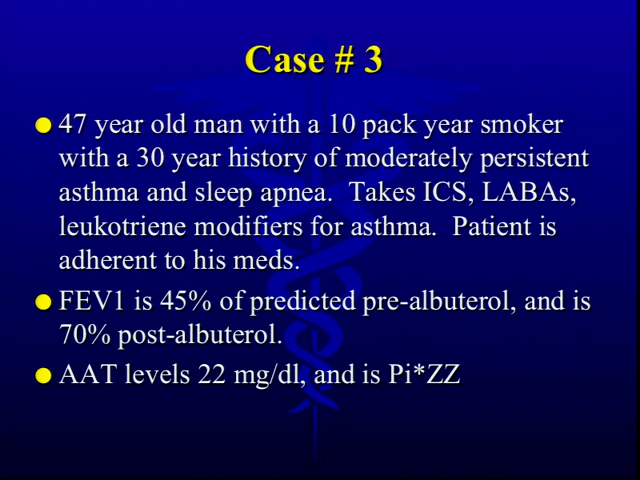 Case # 3
47 year old man with a 10 pack year smoker
with a 30 year history of moderately persistent
asthma and sleep apnea.  Takes ICS, LABAs,
leukotriene modifiers for asthma.  Patient is
adherent to his meds.
FEV1 is 45% of predicted pre-albuterol, and is
70% post-albuterol.
AAT levels 22 mg/dl, and is Pi*ZZ